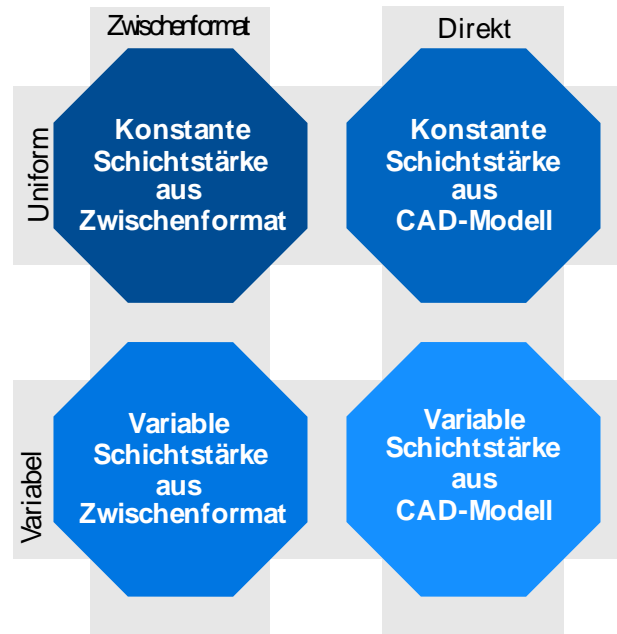 Zwischenformat
Direkt
Uniform
Konstante
Schichtstärke
aus
Zwischenformat
Konstante
Schichtstärke
aus
CAD-Modell
Variabel
Variable
Schichtstärke
aus
Zwischenformat
Variable
Schichtstärke
aus
CAD-Modell